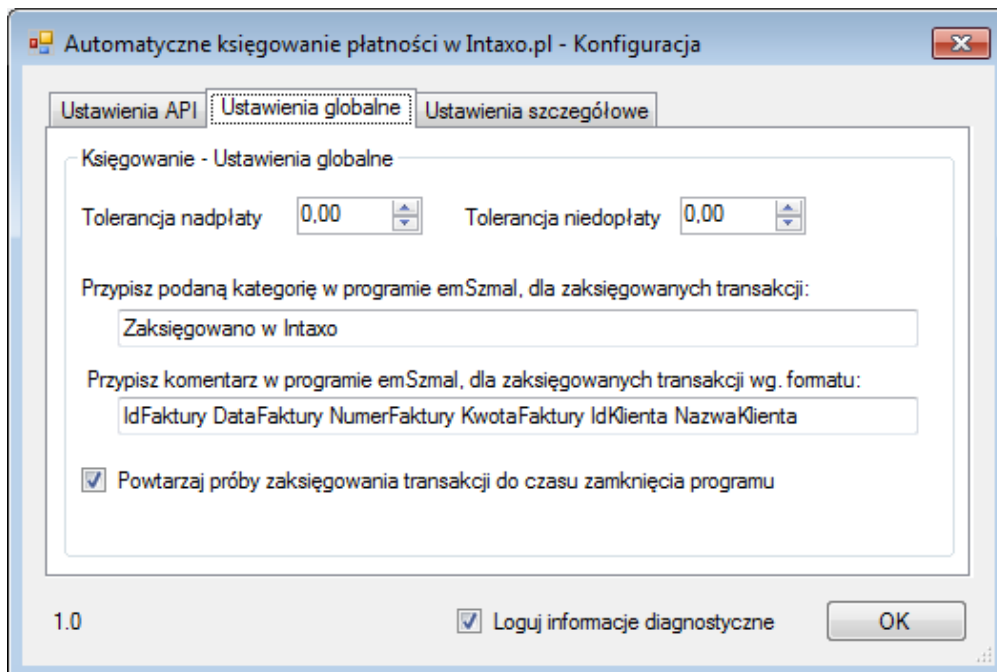 Automatyczne księgowanie płatności w Intaxo.pl - Konfiguracja
Ustawienia API Ustawienia globalne Ustawienia szczegółowe
Księgowanie - Ustawienia globalne
Tolerancja nadpłaty 0,00 Tolerancja niedopłaty 0,00
Przypisz podaną kategorię w programie emSzmal, dla zaksięgowanych transakcji:
Zaksięgowano w Intaxo
Przypisz komentarz w programie emSzmal, dla zaksięgowanych transakcji wg. formatu:
IdFaktury DataFaktury NumerFaktury KwotaFaktury IdKlienta NazwaKlienta
Powtarzaj próby zaksięgowania transakcji do czasu zamknięcia programu
1.0 Loguj informacje diagnostyczne OK